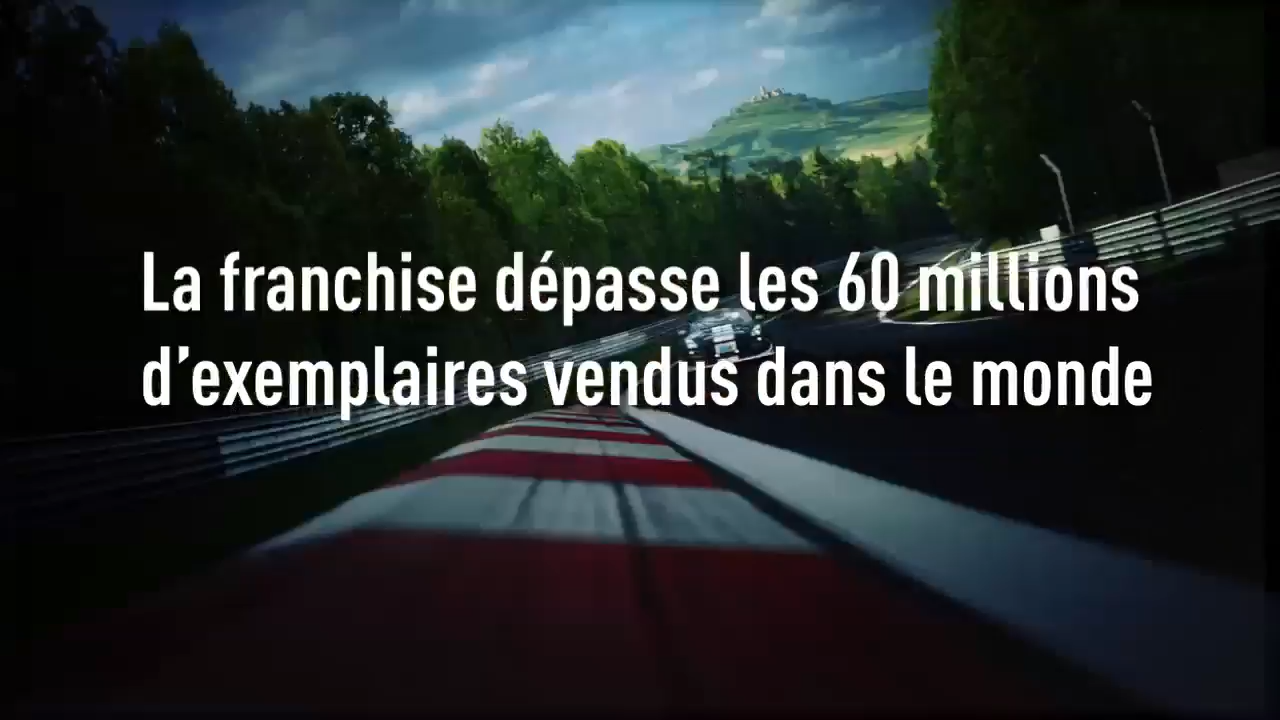 La franchise dépasse les 60 millions
d’exemplaires vendus dans le monde